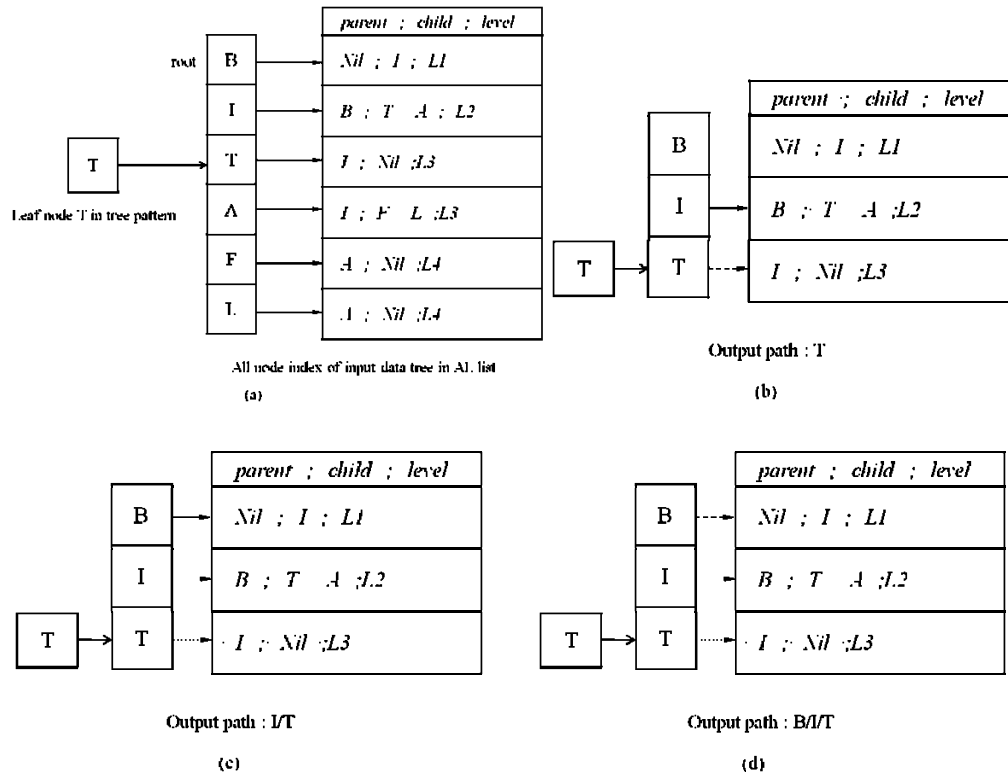 parent ; child ; level
root B Nil ; I ; L1
I B ; T A ; L2
T T I ; Nil ;L3
Leaf node T in tree pattern
A I ; F L ;L3
F A ; Nil ;L4
L A ; Nil ;L4
All node index of input data tree in AL list
(a)
parent ; child ; level
B Nil ; I ; L1
I B ; T A ;L2
T T I ; Nil ;L3
Output path : T
(b)
parent ; child ; level
B Nil ; I ; L1
I B ; T A ;L2
T T I ; Nil ;L3
Output path : I/T
(c)
parent ; child ; level
B Nil ; I ; L1
I B ; T A ;L2
T T I ; Nil ;L3
Output path : B/I/T
(d)